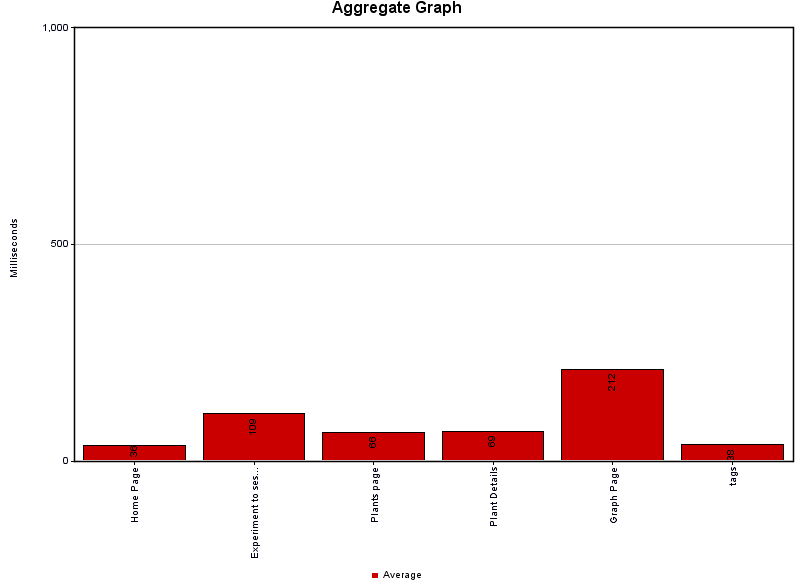 Aggregate Graph
1,000
500
0
Milliseconds
36
109
66
69
212
38
Home Page
Experiment to ses...
Plants page
Plant Details
Graph Page
tags
Average